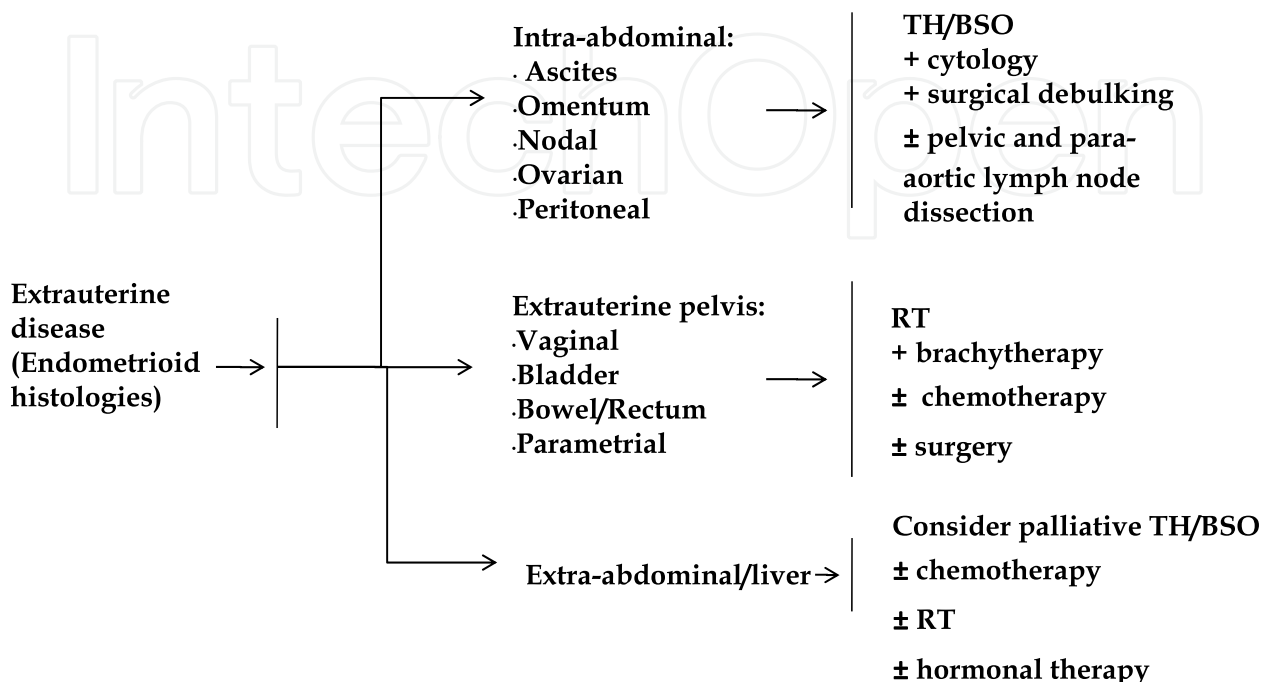 IntechOpen
Extrauterine
disease
(Endometrioid
histologies)
Intra-abdominal:
· Ascites
·Omentum
·Nodal
·Ovarian
·Peritoneal
TH/BSO
+ cytology
+ surgical debulking
± pelvic and para-
aortic lymph node
dissection
Extrauterine pelvis:
·Vaginal
·Bladder
·Bowel/Rectum
·Parametrial
RT
+ brachytherapy
± chemotherapy
± surgery
Extra-abdominal/liver
Consider palliative TH/BSO
± chemotherapy
± RT
± hormonal therapy